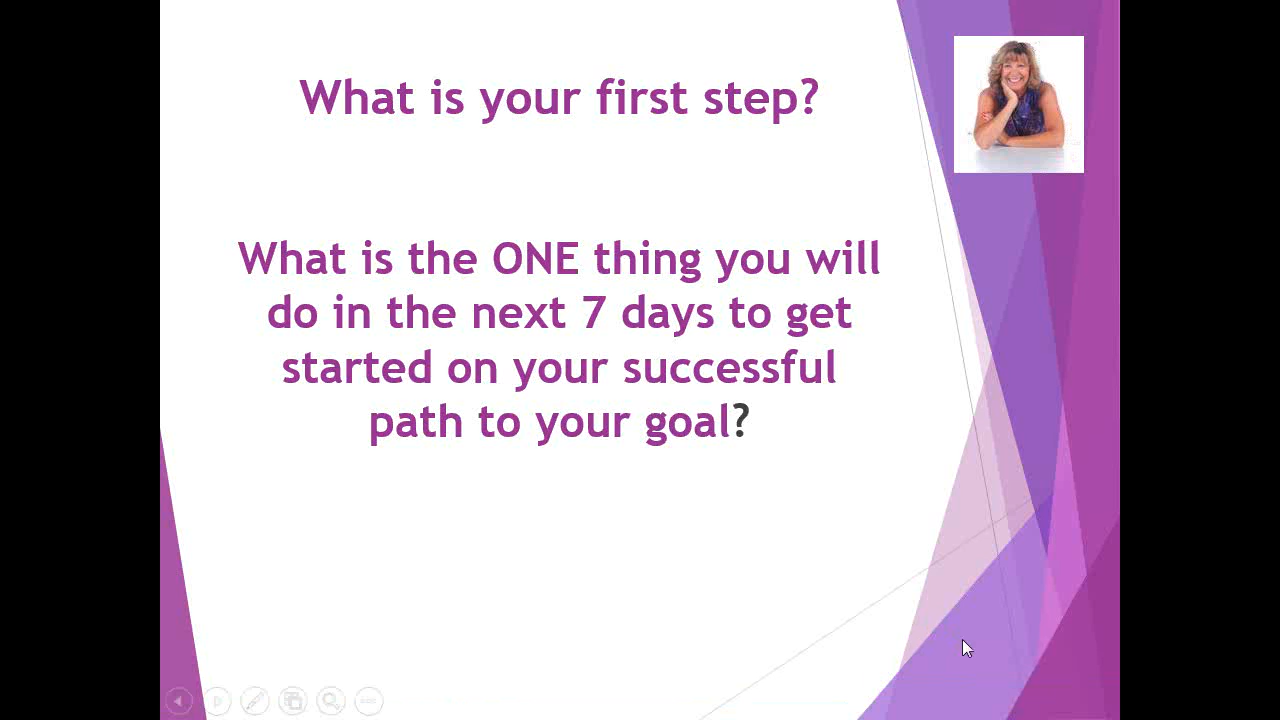 What is your first step?
What is the ONE thing you will
do in the next 7 days to get
started on your successful
path to your goal?